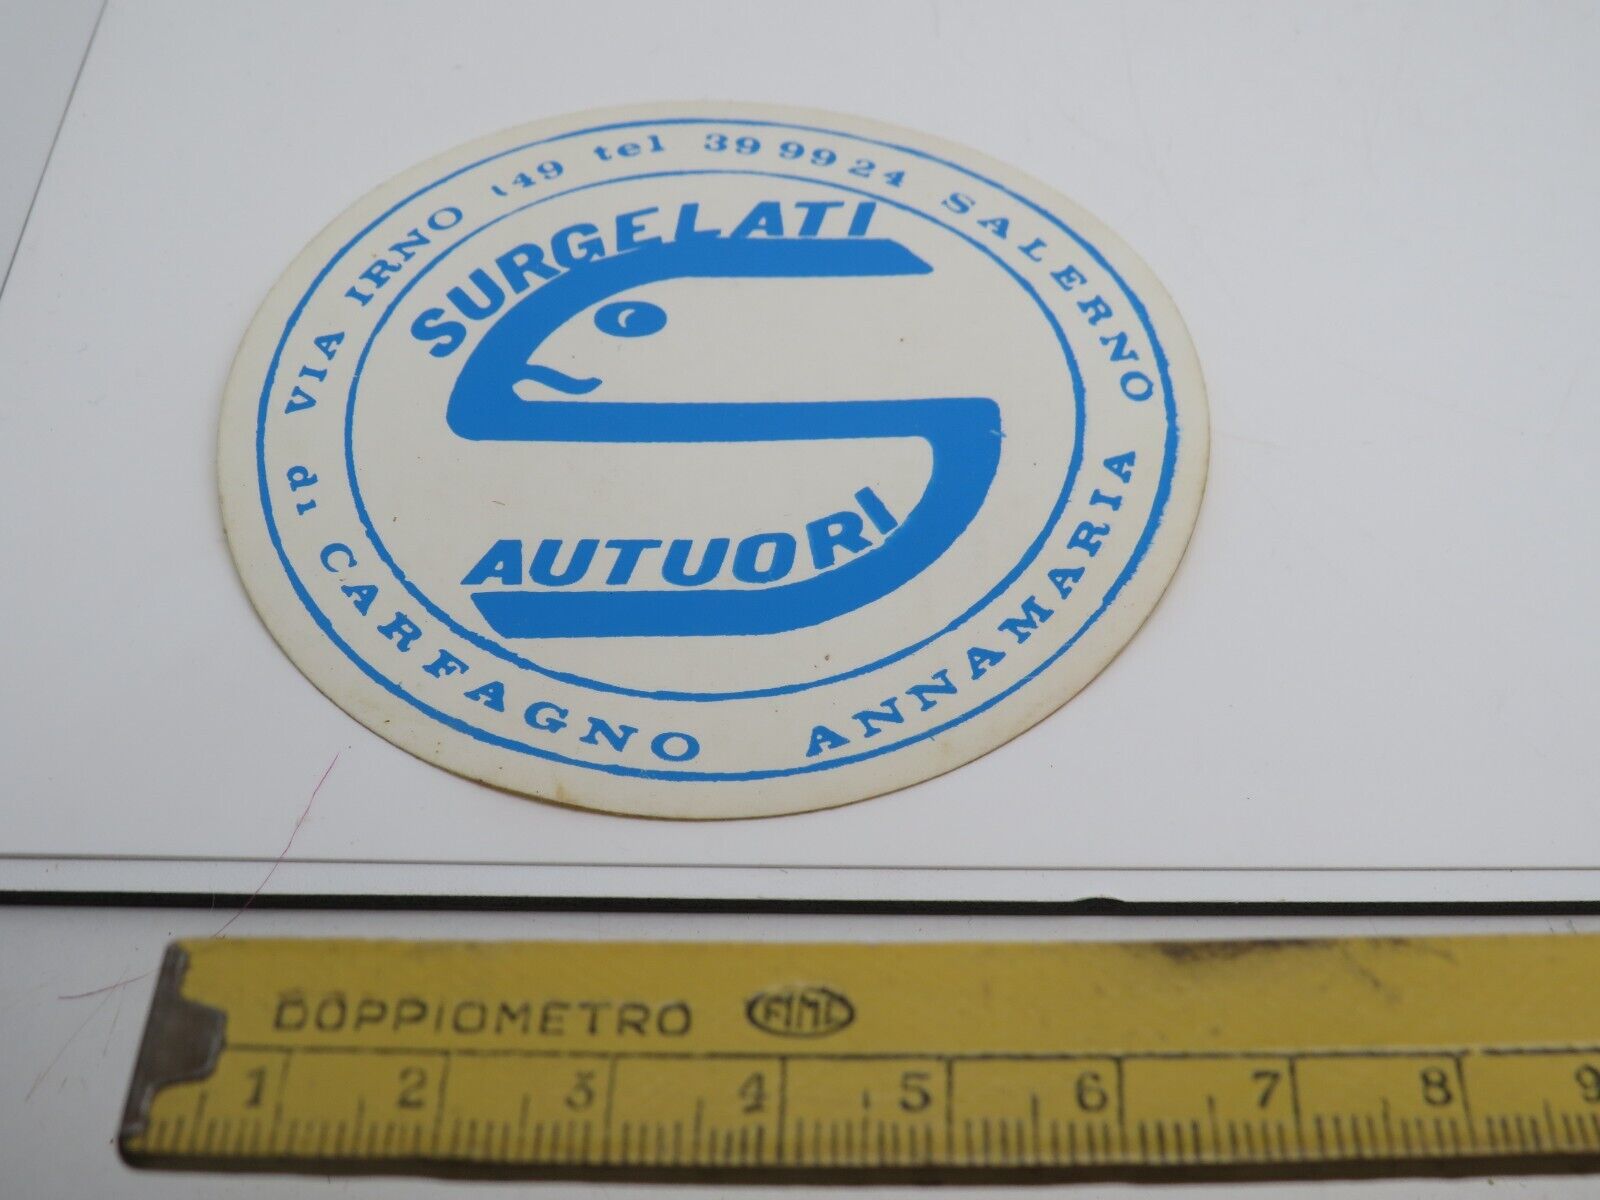 VIA IRNO 149 tel 39 99 24 SALERNO
SURGELATI
AUTUORI
DI CARFAGNO ANNAMARIA
DOPPIOMETRO
1 2 3 4 5 6 7 8 9